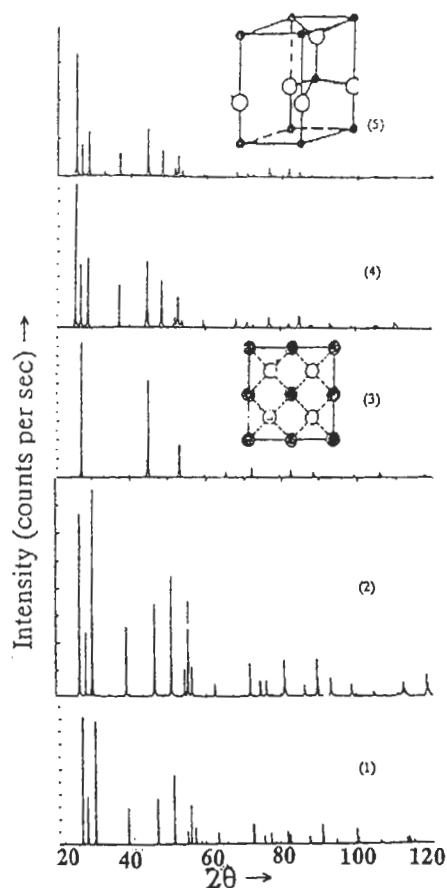 (5)
(4)
(3)
(2)
(1)
Intensity (counts per sec) →
20 40 60 80 100 120
2θ →